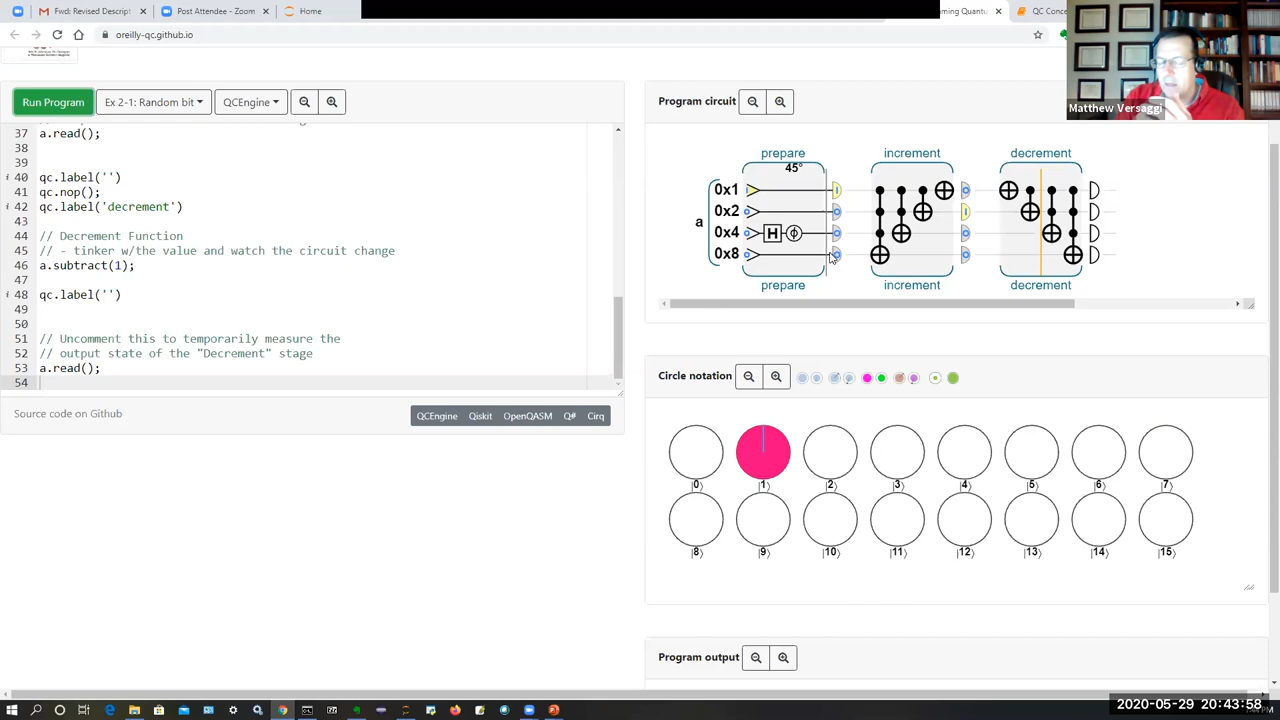 Fwd: Revised Descript
Post Attendee - Zoom
Home
ming Quantu
QC Conce
oreilly-qc.github.io
Matthew Versaggi
Run Program
Ex 2-1: Random bit
QCEngine
37 a.read();
38
39
40 qc.label('')
41 qc.nop();
42 qc.label('decrement')
43
44 // Decrement Function
45 // - tinker w/the value and watch the circuit change
46 a.subtract(1);
47
48 qc.label('')
49
50
51 // Uncomment this to temporarily measure the
52 // output state of the "Decrement" stage
53 a.read();
54
Source code on Github
QCEngine Qiskit OpenQASM Q# Cirq
Program circuit
prepare increment decrement
45°
a
0x1
0x2
0x4 H
0x8
prepare increment decrement
Circle notation
|0⟩ |1⟩ |2⟩ |3⟩ |4⟩ |5⟩ |6⟩ |7⟩
|8⟩ |9⟩ |10⟩ |11⟩ |12⟩ |13⟩ |14⟩ |15⟩
Program output
2020-05-29 20:43:58